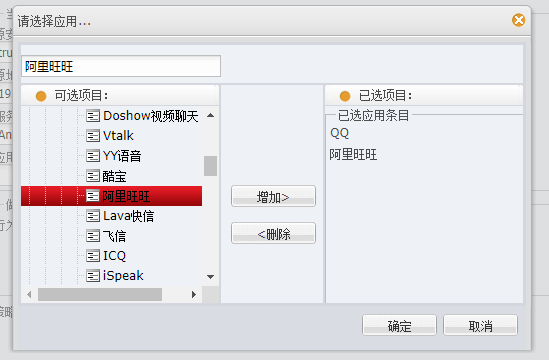 请选择应用...
阿里旺旺
可选项目：
Doshow视频聊天
Vtalk
YY语音
酷宝
阿里旺旺
Lava快信
飞信
ICQ
iSpeak
增加>
<删除
已选项目：
已选应用条目
QQ
阿里旺旺
确定
取消